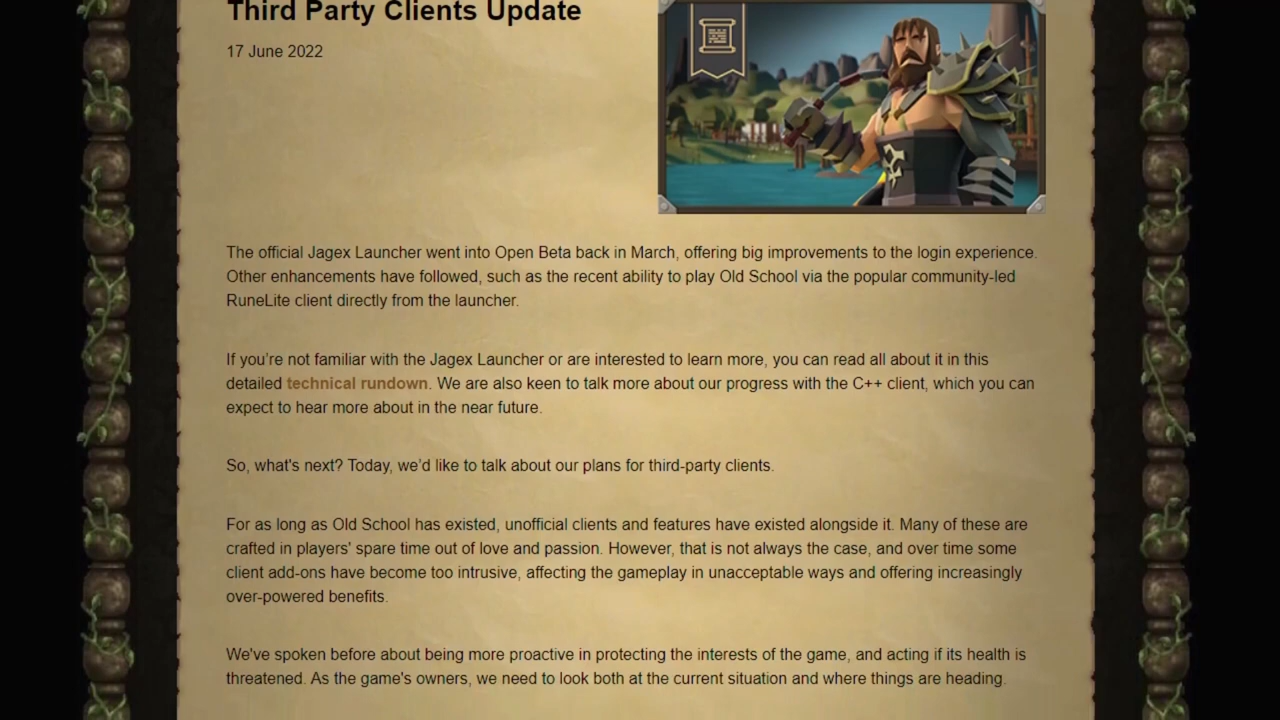 Third Party Clients Update
17 June 2022
The official Jagex Launcher went into Open Beta back in March, offering big improvements to the login experience.
Other enhancements have followed, such as the recent ability to play Old School via the popular community-led
RuneLite client directly from the launcher.
If you're not familiar with the Jagex Launcher or are interested to learn more, you can read all about it in this
detailed technical rundown. We are also keen to talk more about our progress with the C++ client, which you can
expect to hear more about in the near future.
So, what's next? Today, we'd like to talk about our plans for third-party clients.
For as long as Old School has existed, unofficial clients and features have existed alongside it. Many of these are
crafted in players' spare time out of love and passion. However, that is not always the case, and over time some
client add-ons have become too intrusive, affecting the gameplay in unacceptable ways and offering increasingly
over-powered benefits.
We've spoken before about being more proactive in protecting the interests of the game, and acting if its health is
threatened. As the game's owners, we need to look both at the current situation and where things are heading.